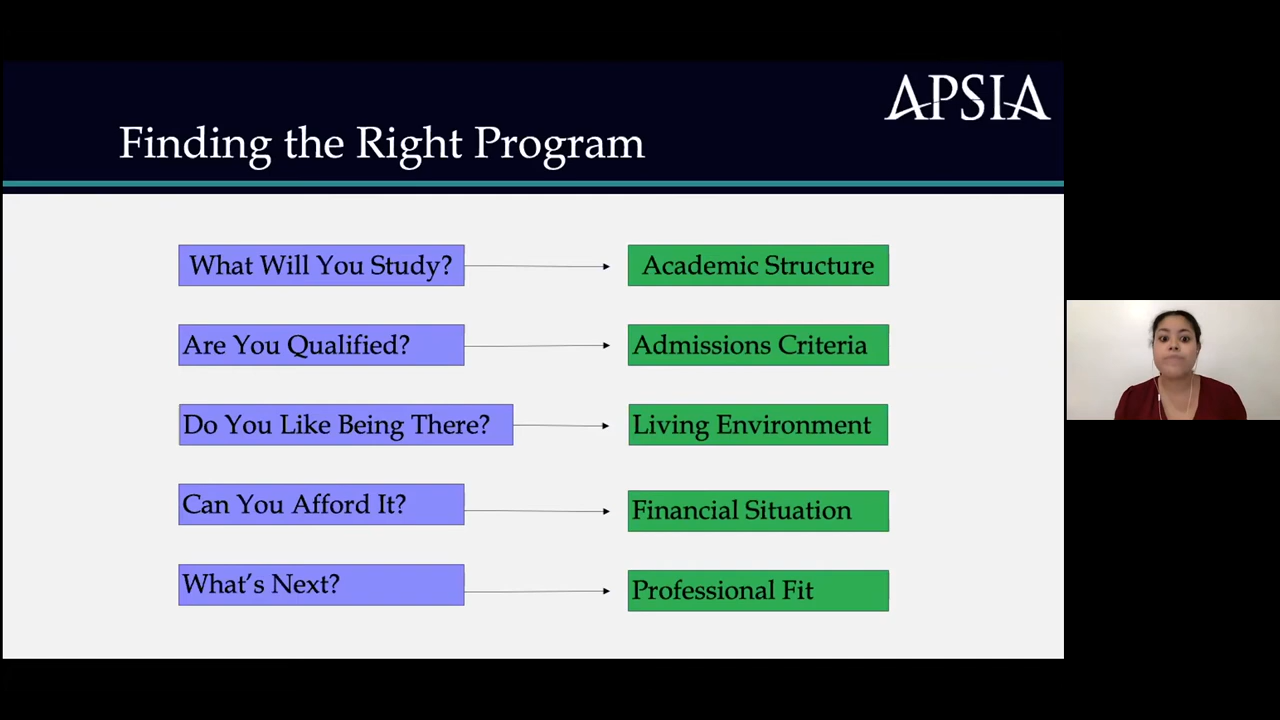 APSIA
Finding the Right Program
What Will You Study?
Academic Structure
Are You Qualified?
Admissions Criteria
Do You Like Being There?
Living Environment
Can You Afford It?
Financial Situation
What's Next?
Professional Fit